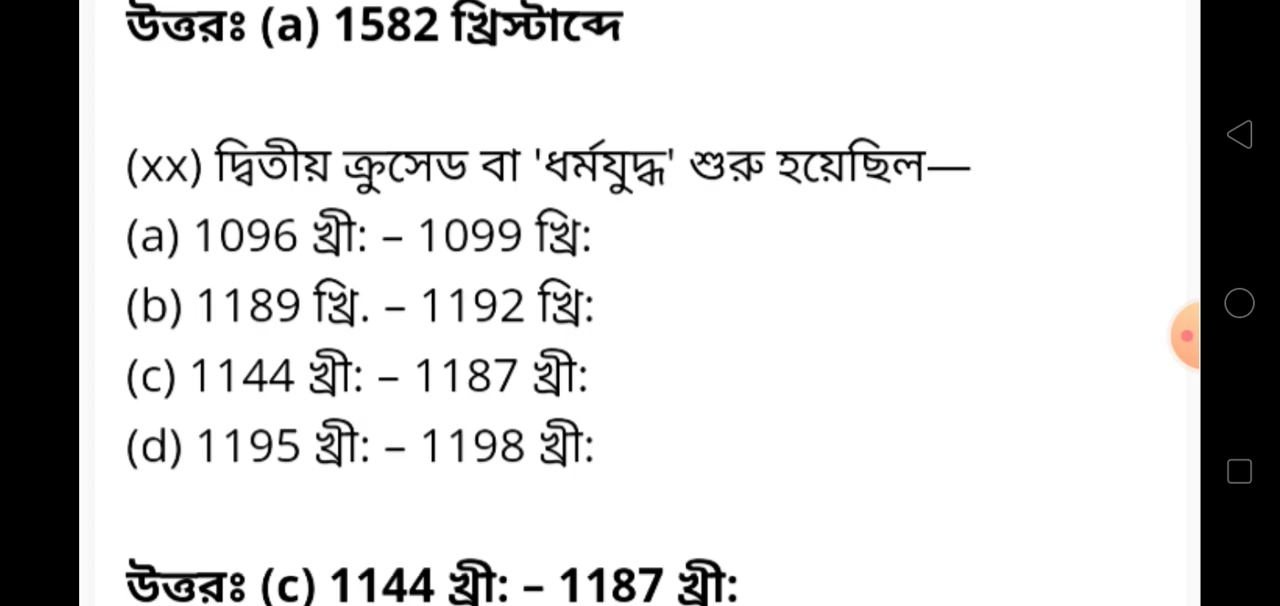 উত্তরঃ (a) 1582 খ্রিস্টাব্দে
(xx) দ্বিতীয় ক্রুসেড বা 'ধর্মযুদ্ধ' শুরু হয়েছিল—
(a) 1096 খ্রী: – 1099 খ্রি:
(b) 1189 খ্রি. – 1192 খ্রি:
(c) 1144 খ্রী: – 1187 খ্রী:
(d) 1195 খ্রী: – 1198 খ্রী:
উত্তরঃ (c) 1144 খ্রী: – 1187 খ্রী: